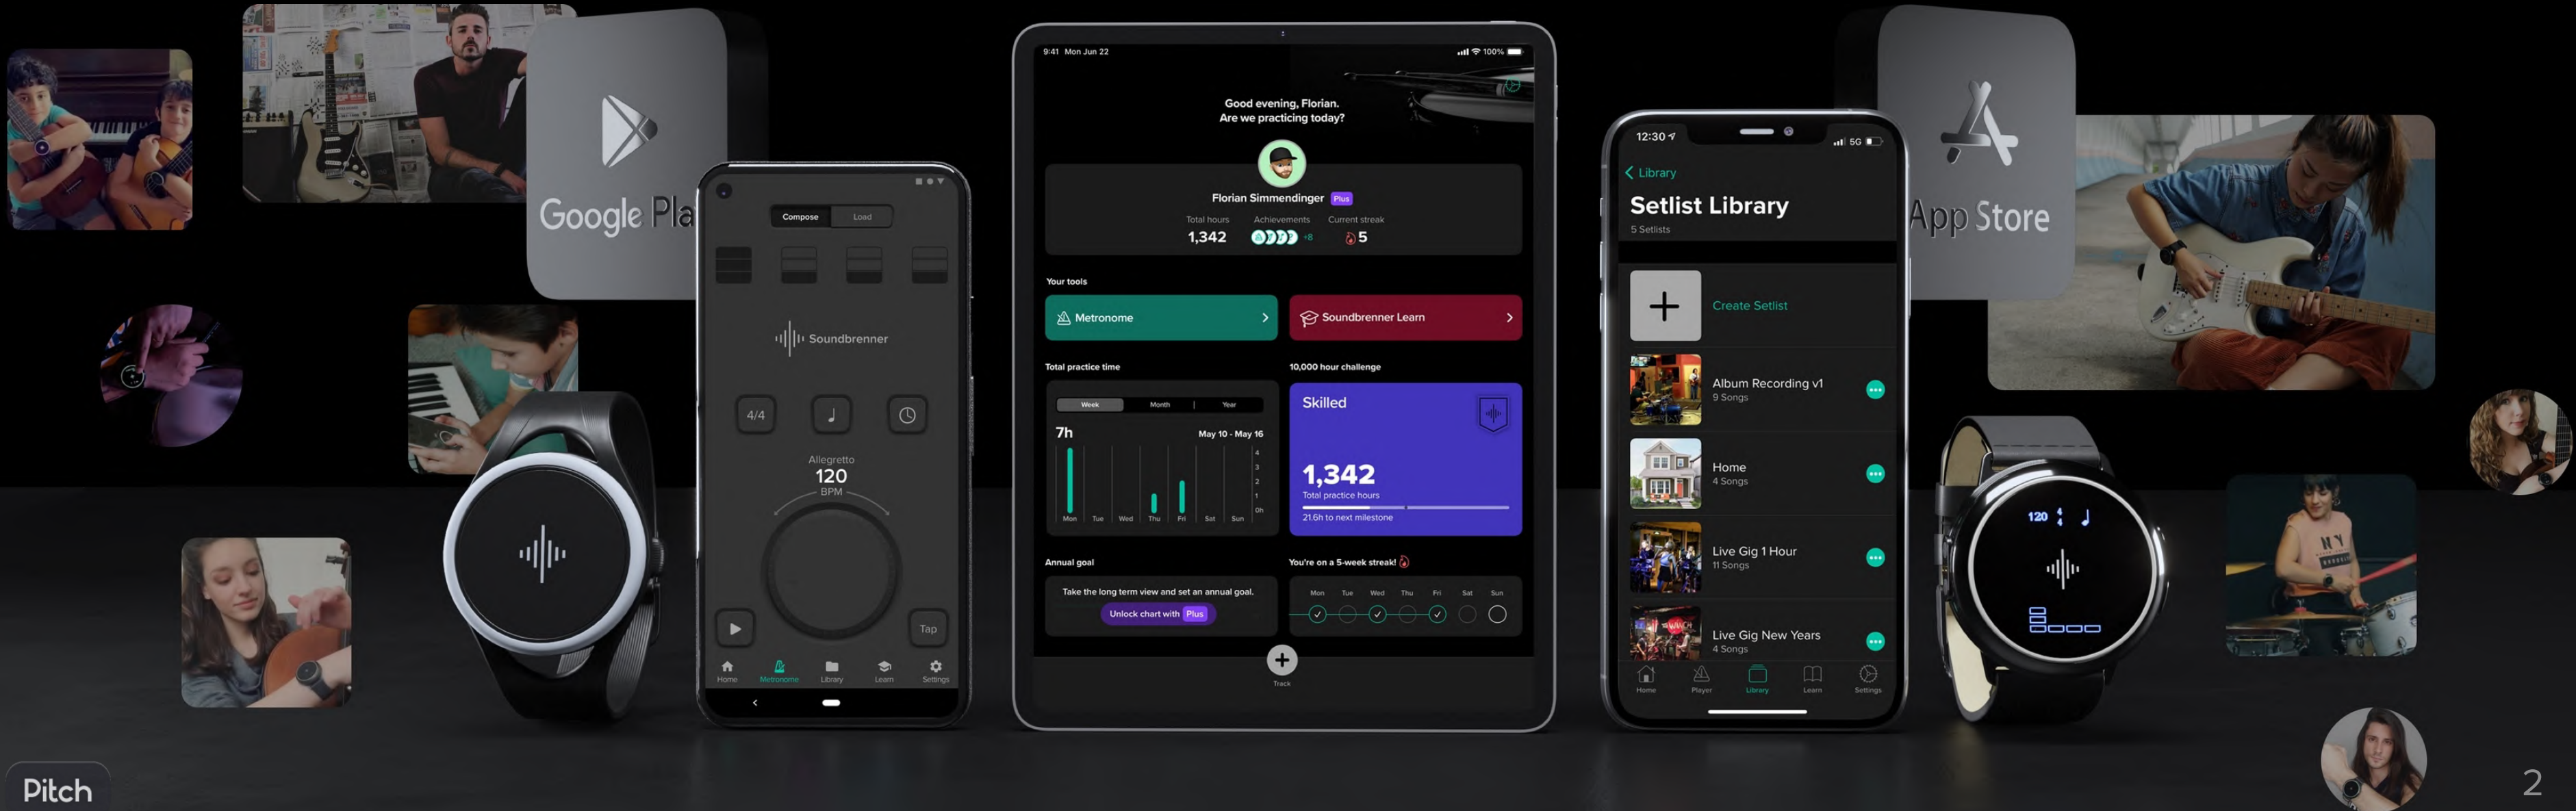 Google Pla
App Store
Compose
Load
Soundbrenner
4/4
Allegretto
120
BPM
Tap
Home
Metronome
Library
Learn
Settings
9:41 Mon Jun 22
100%
Good evening, Florian.
Are we practicing today?
Florian Simmendinger Plus
Total hours Achievements Current streak
1,342 +8 5
Your tools
Metronome
Soundbrenner Learn
Total practice time
Week Month Year
7h May 10 - May 16
4
3
2
1
0h
Mon Tue Wed Thu Fri Sat Sun
10,000 hour challenge
Skilled
1,342
Total practice hours
21.6h to next milestone
Annual goal
Take the long term view and set an annual goal.
Unlock chart with Plus
You're on a 5-week streak!
Mon Tue Wed Thu Fri Sat Sun
Track
12:30
5G
Library
Setlist Library
5 Setlists
Create Setlist
Album Recording v1
9 Songs
Home
4 Songs
Live Gig 1 Hour
11 Songs
Live Gig New Years
4 Songs
Home Player Library Learn Settings
120 4
4
Pitch
2